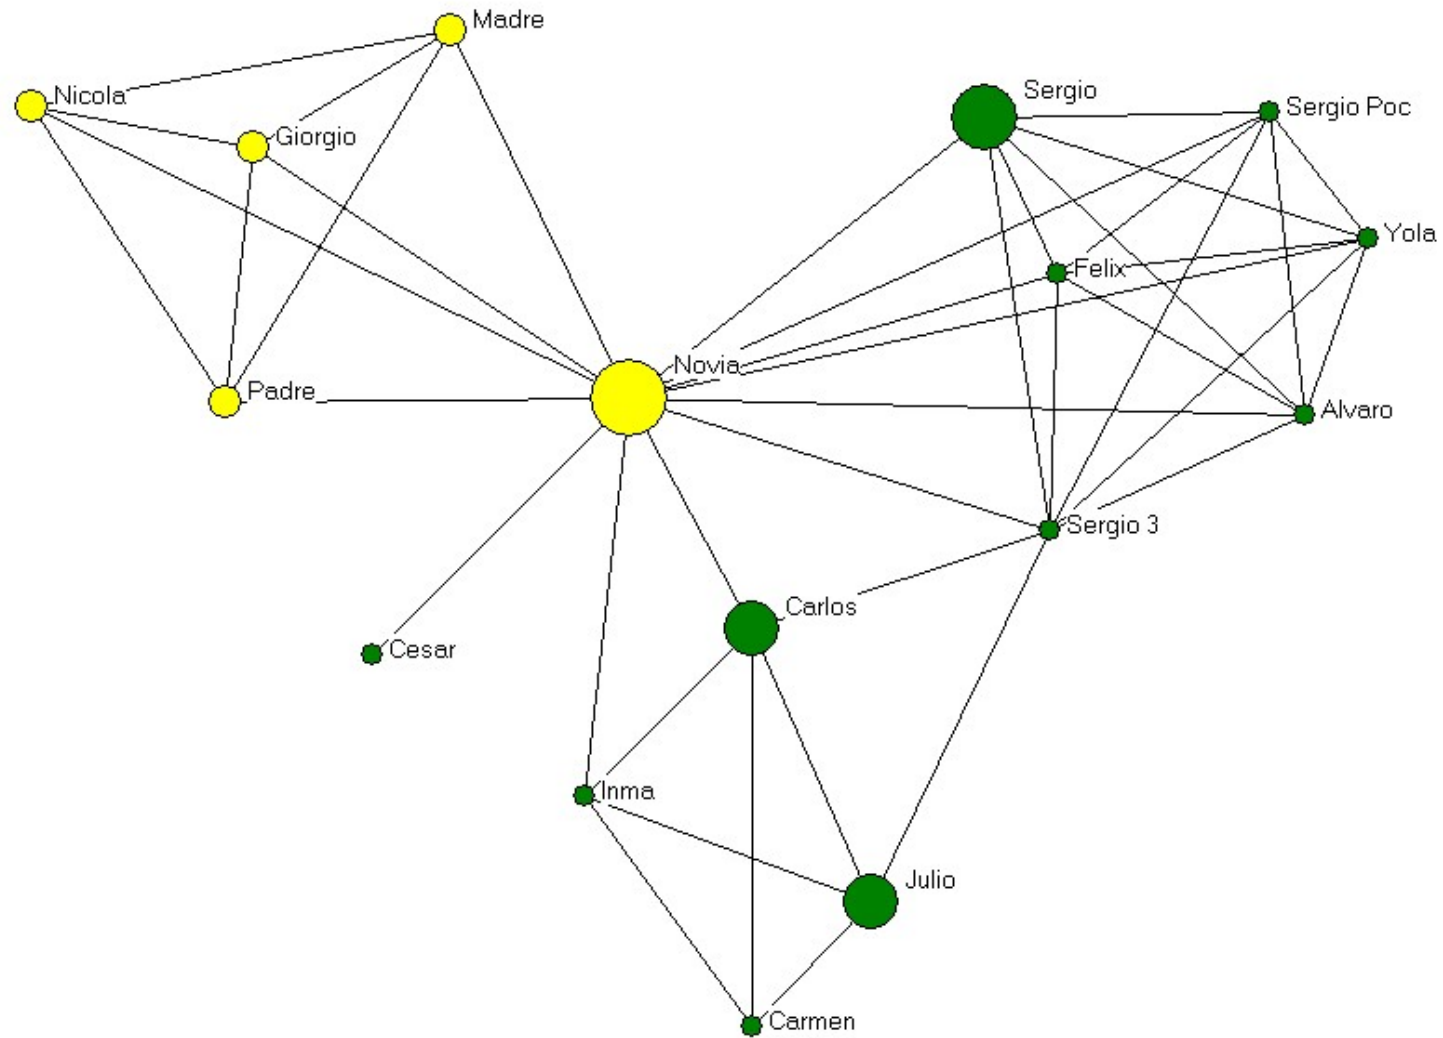 Madre
Nicola
Giorgio
Padre
Sergio
Sergio Poc
Yola
Felix
Novia
Alvaro
Sergio 3
Carlos
Cesar
Inma
Julio
Carmen